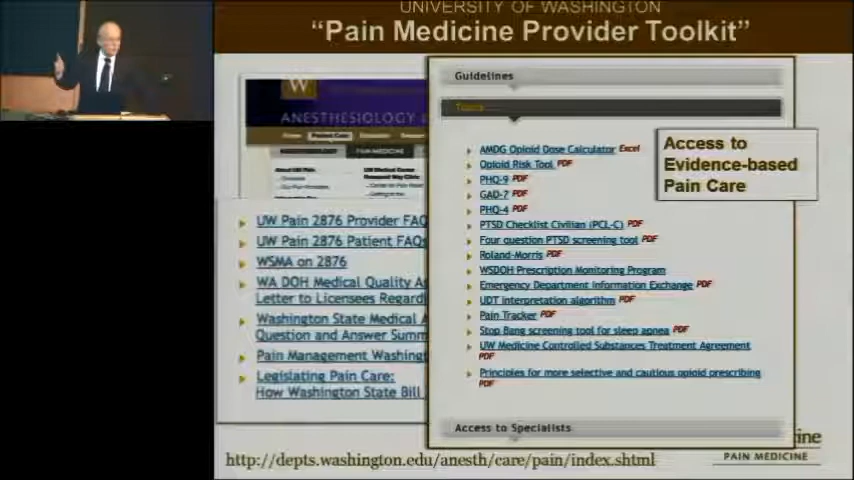 UNIVERSITY OF WASHINGTON
“Pain Medicine Provider Toolkit”
W
ANESTHESIOLOGY
UW Pain 2876 Provider FAQ
UW Pain 2876 Patient FAQs
WSMA on 2876
WA DOH Medical Quality As
Letter to Licensees Regardi
Washington State Medical A
Question and Answer Summ
Pain Management Washing
Legislating Pain Care:
How Washington State Bill
Guidelines
Tools
AMDG Opioid Dose Calculator Excel
Opioid Risk Tool PDF
PHQ-9 PDF
GAD-7 PDF
PHQ-4 PDF
PTSD Checklist Civilian (PCL-C) PDF
Four question PTSD screening tool PDF
Roland-Morris PDF
WSDOH Prescription Monitoring Program
Emergency Department Information Exchange PDF
UDT interpretation algorithm PDF
Pain Tracker PDF
Stop Bang screening tool for sleep apnea PDF
UW Medicine Controlled Substances Treatment Agreement
PDF
Principles for more selective and cautious opioid prescribing
PDF
Access to Specialists
Access to
Evidence-based
Pain Care
http://depts.washington.edu/anesth/care/pain/index.shtml
cine
PAIN MEDICINE